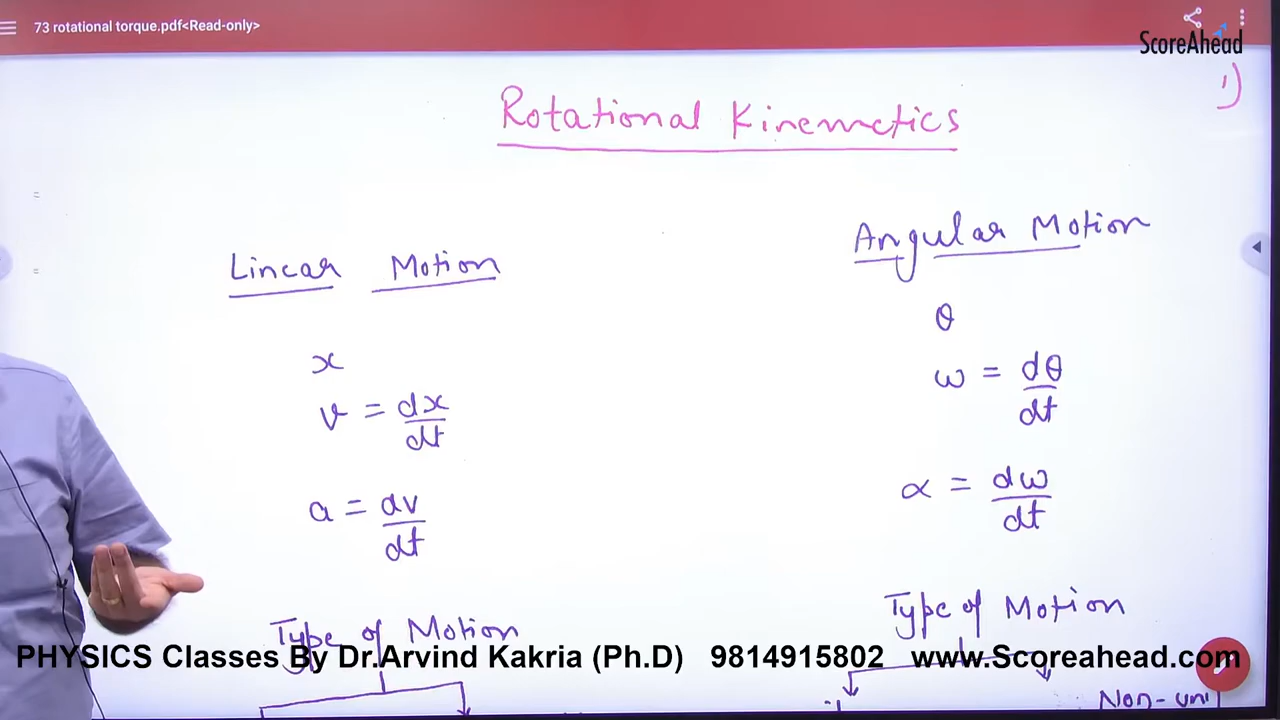 73 rotational torque.pdf<Read-only>
ScoreAhead
1)
Rotational Kinemetics
Linear Motion
Angular Motion
x
θ
v = dx/dt
ω = dθ/dt
a = dv/dt
α = dω/dt
Type of Motion
Type of Motion
PHYSICS Classes By Dr.Arvind Kakria (Ph.D) 9814915802 www.Scoreahead.com